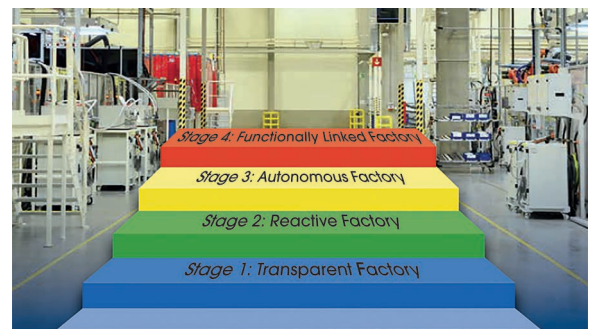 Stage 4: Functionally Linked Factory
Stage 3: Autonomous Factory
Stage 2: Reactive Factory
Stage 1: Transparent Factory